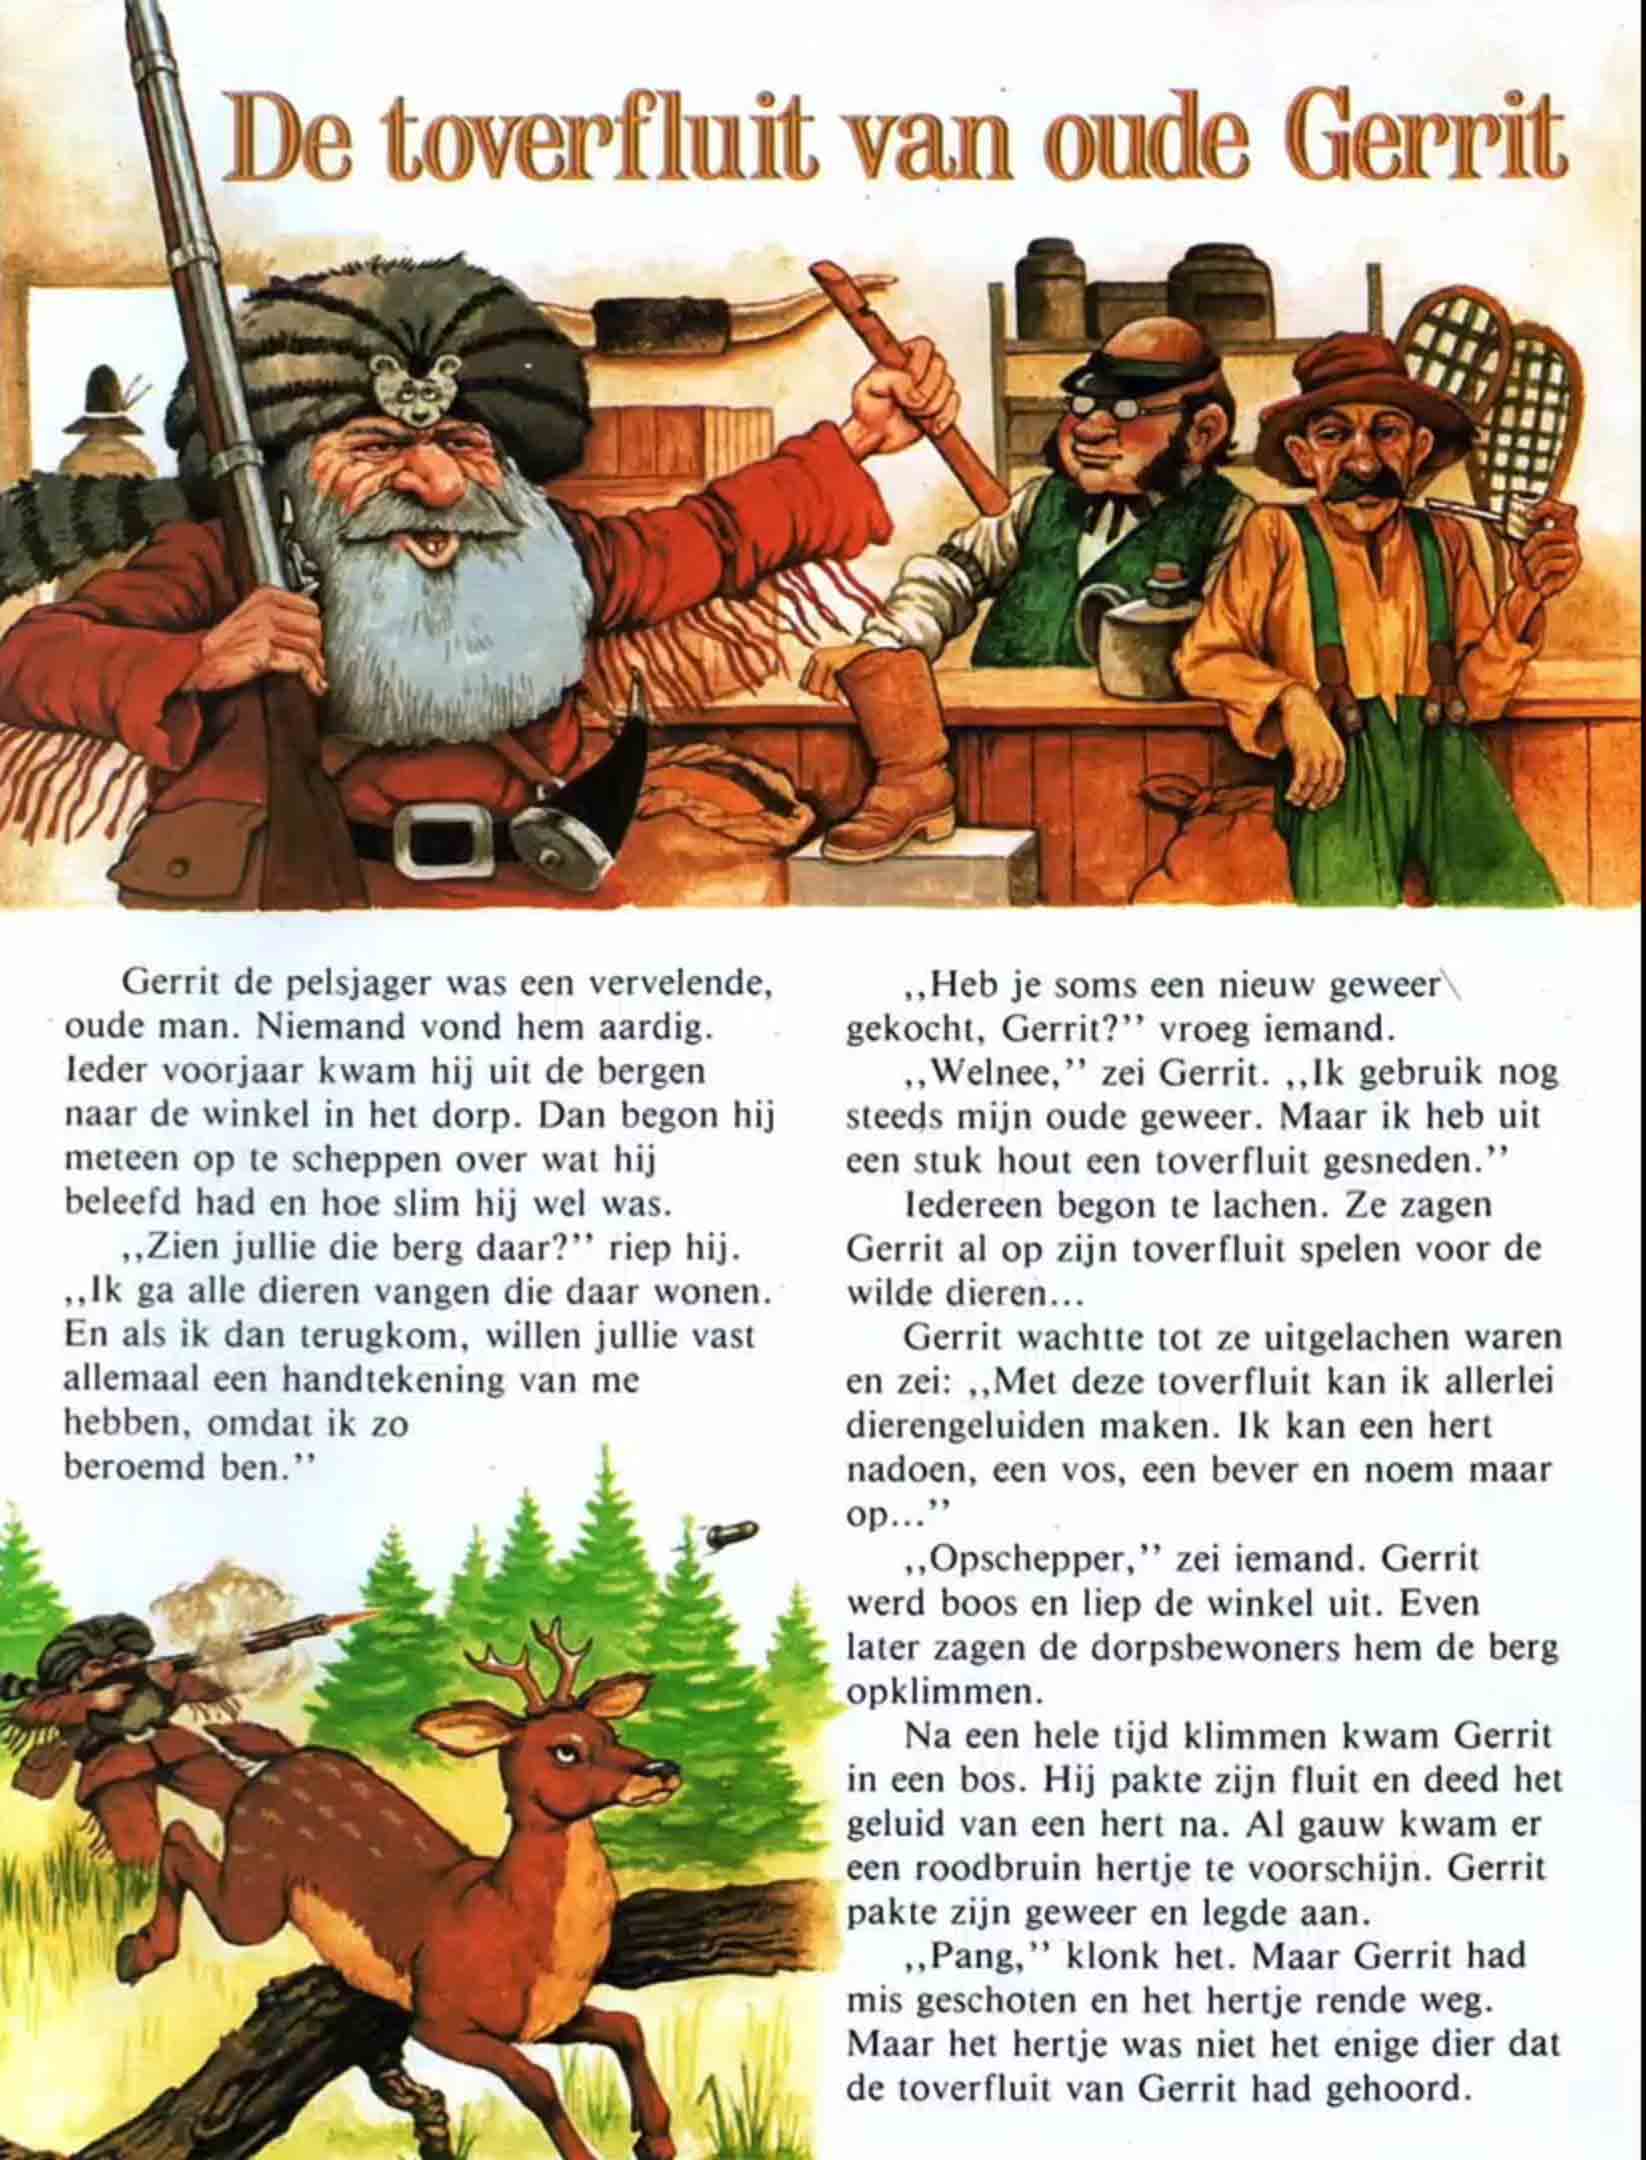 De toverfluit van oude Gerrit
Gerrit de pelsjager was een vervelende,
oude man. Niemand vond hem aardig.
Ieder voorjaar kwam hij uit de bergen
naar de winkel in het dorp. Dan begon hij
meteen op te scheppen over wat hij
beleefd had en hoe slim hij wel was.
,,Zien jullie die berg daar?’’ riep hij.
,,Ik ga alle dieren vangen die daar wonen.
En als ik dan terugkom, willen jullie vast
allemaal een handtekening van me
hebben, omdat ik zo
beroemd ben.’’
,,Heb je soms een nieuw geweer
gekocht, Gerrit?’’ vroeg iemand.
,,Welnee,’’ zei Gerrit. ,,Ik gebruik nog
steeds mijn oude geweer. Maar ik heb uit
een stuk hout een toverfluit gesneden.’’
Iedereen begon te lachen. Ze zagen
Gerrit al op zijn toverfluit spelen voor de
wilde dieren...
Gerrit wachtte tot ze uitgelachen waren
en zei: ,,Met deze toverfluit kan ik allerlei
dierengeluiden maken. Ik kan een hert
nadoen, een vos, een bever en noem maar
op...’’
,,Opschepper,’’ zei iemand. Gerrit
werd boos en liep de winkel uit. Even
later zagen de dorpsbewoners hem de berg
opklimmen.
Na een hele tijd klimmen kwam Gerrit
in een bos. Hij pakte zijn fluit en deed het
geluid van een hert na. Al gauw kwam er
een roodbruin hertje te voorschijn. Gerrit
pakte zijn geweer en legde aan.
,,Pang,’’ klonk het. Maar Gerrit had
mis geschoten en het hertje rende weg.
Maar het hertje was niet het enige dier dat
de toverfluit van Gerrit had gehoord.